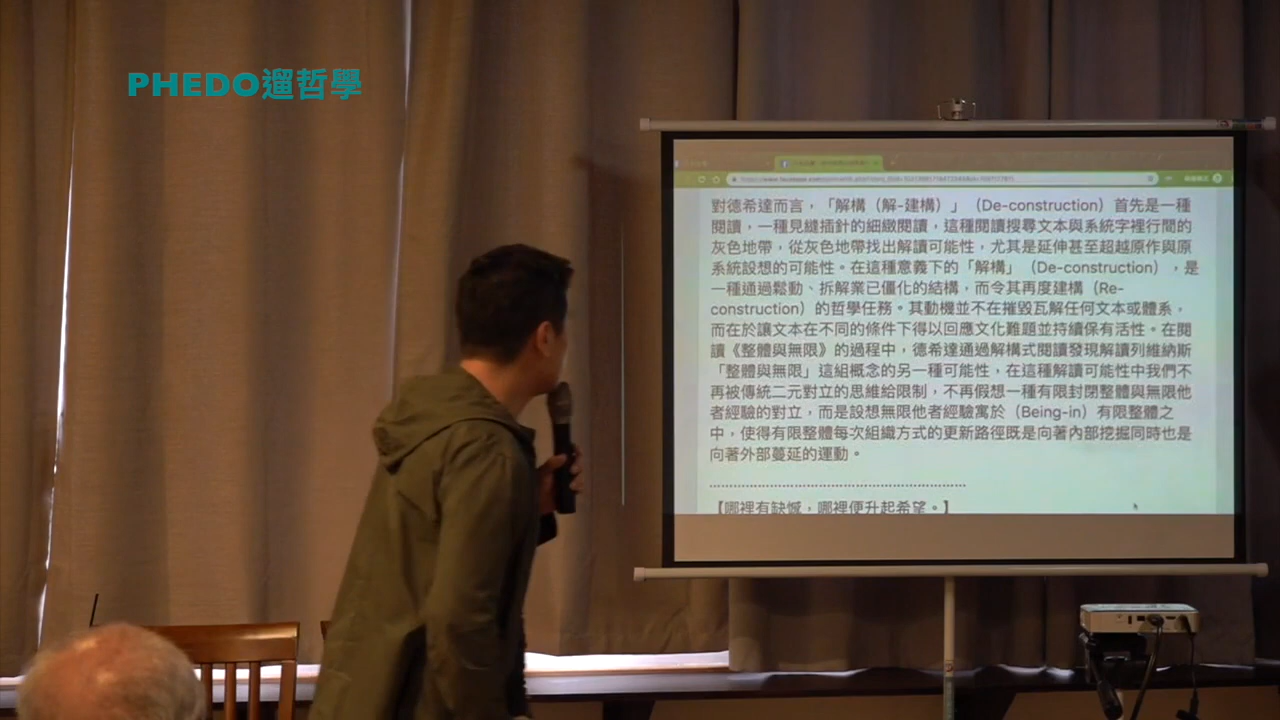 PHEDO遛哲學
對德希達而言，「解構（解-建構）」（De-construction）首先是一種
閱讀，一種見縫插針的細緻閱讀，這種閱讀搜尋文本與系統字裡行間的
灰色地帶，從灰色地帶找出解讀可能性，尤其是延伸甚至超越原作與原
系統設想的可能性。在這種意義下的「解構」（De-construction），是
一種通過鬆動、拆解業已僵化的結構，而令其再度建構（Re-
construction）的哲學任務。其動機並不在摧毀瓦解任何文本或體系，
而在於讓文本在不同的條件下得以回應文化難題並持續保有活性。在閱
讀《整體與無限》的過程中，德希達通過解構式閱讀發現解讀列維納斯
「整體與無限」這組概念的另一種可能性，在這種解讀可能性中我們不
再被傳統二元對立的思維給限制，不再假想一種有限封閉整體與無限他
者經驗的對立，而是設想無限他者經驗寓於（Being-in）有限整體之
中，使得有限整體每次組織方式的更新路徑既是向著內部挖掘同時也是
向著外部蔓延的運動。
............................................................
【哪裡有缺憾，哪裡便升起希望。】